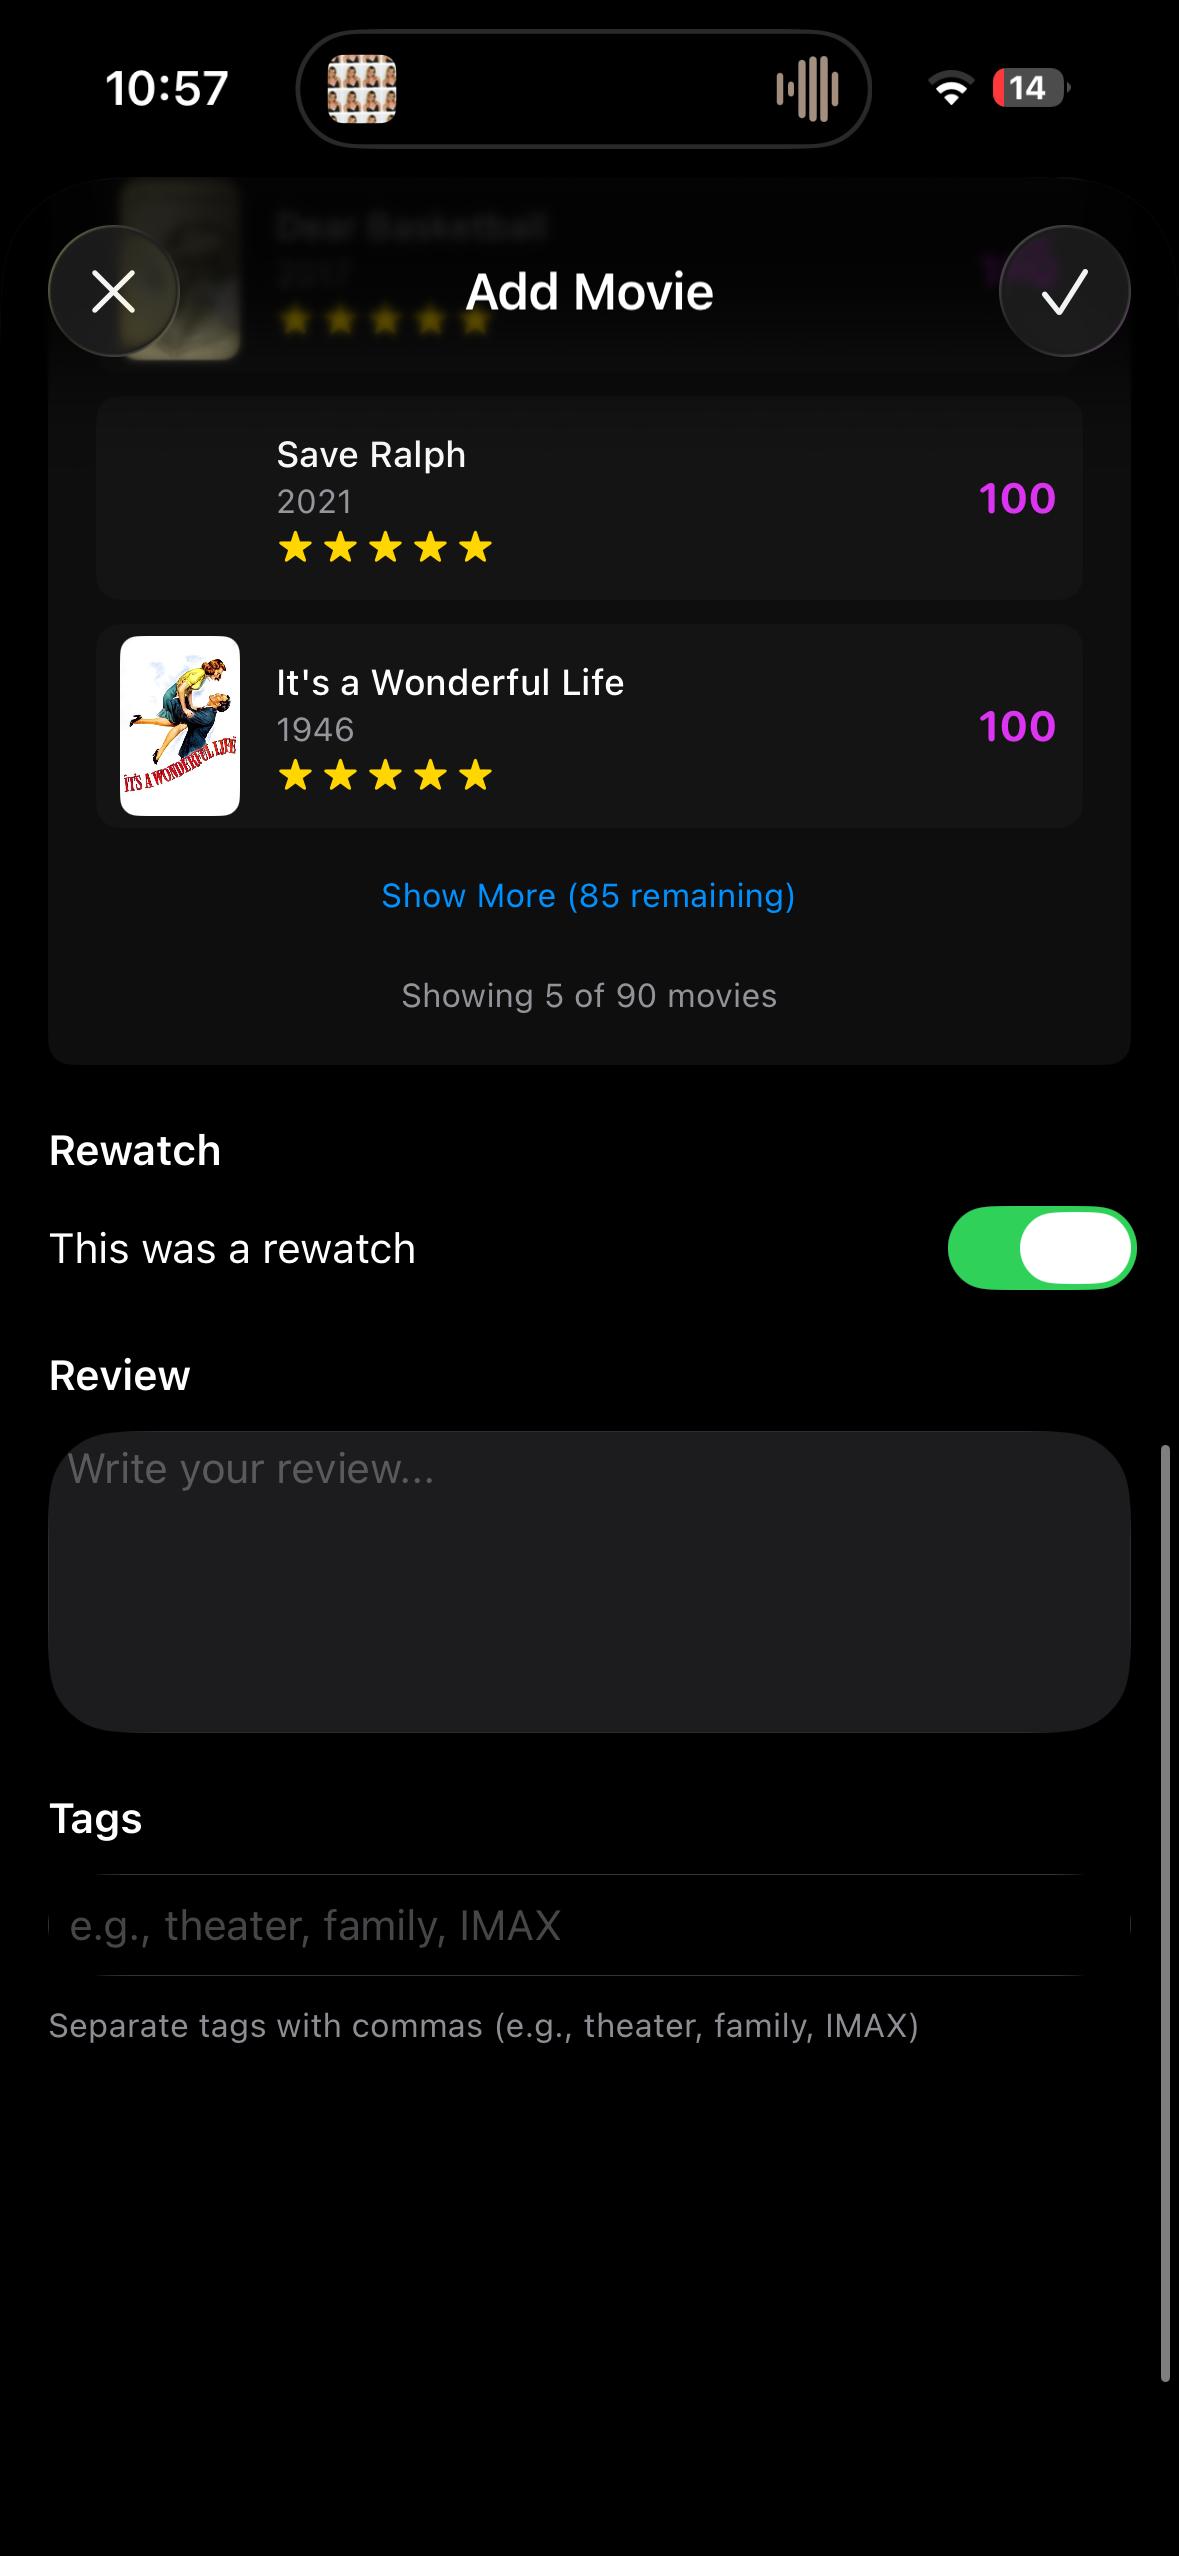 10:57
14
Dear Basketball
2017
Add Movie
Save Ralph
2021
100
IT'S A WONDERFUL LIFE
It's a Wonderful Life
1946
100
Show More (85 remaining)
Showing 5 of 90 movies
Rewatch
This was a rewatch
Review
Write your review...
Tags
e.g., theater, family, IMAX
Separate tags with commas (e.g., theater, family, IMAX)